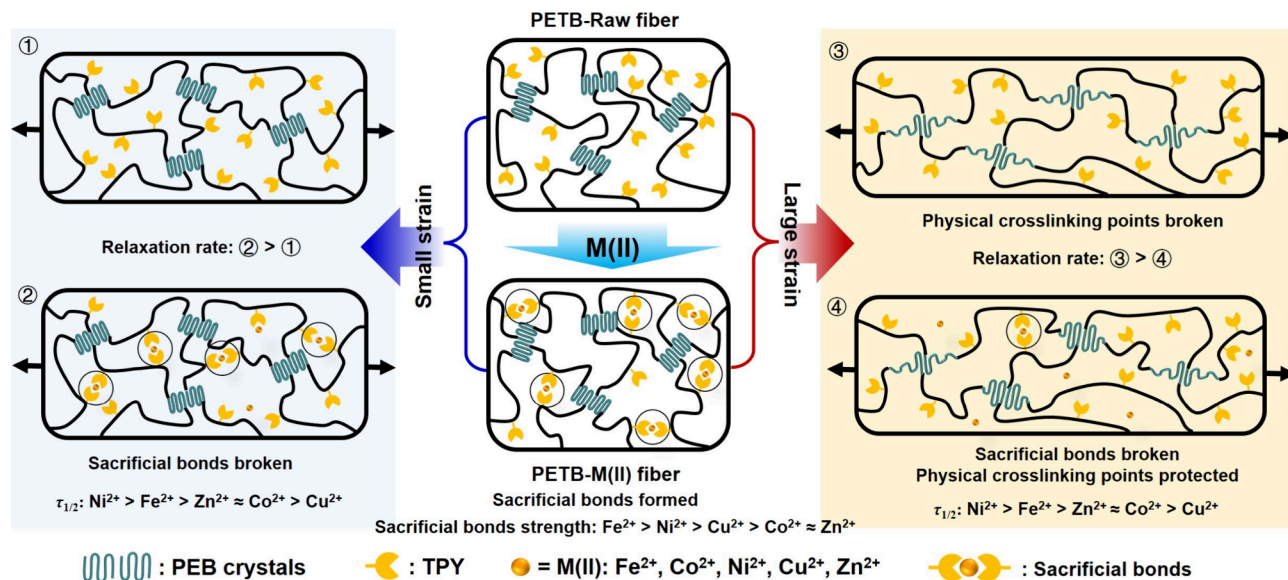 ①
Relaxation rate: ② > ①
②
Sacrificial bonds broken
τ1/2: Ni²⁺ > Fe²⁺ > Zn²⁺ ≈ Co²⁺ > Cu²⁺
PETB-Raw fiber
Small strain
M(II)
Large strain
PETB-M(II) fiber
Sacrificial bonds formed
Sacrificial bonds strength: Fe²⁺ > Ni²⁺ > Cu²⁺ > Co²⁺ ≈ Zn²⁺
③
Physical crosslinking points broken
Relaxation rate: ③ > ④
④
Sacrificial bonds broken
Physical crosslinking points protected
τ1/2: Ni²⁺ > Fe²⁺ > Zn²⁺ ≈ Co²⁺ > Cu²⁺
: PEB crystals
: TPY
= M(II): Fe²⁺, Co²⁺, Ni²⁺, Cu²⁺, Zn²⁺
: Sacrificial bonds